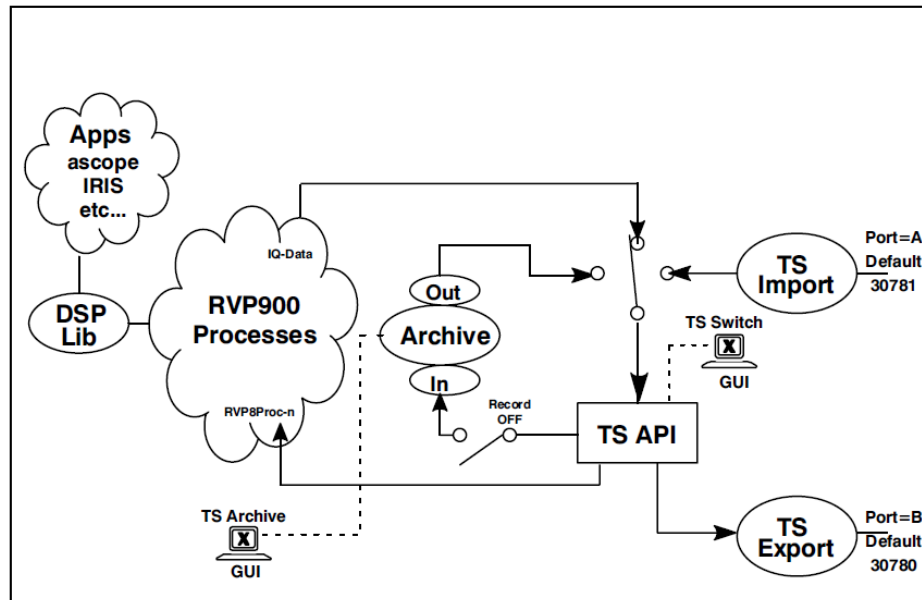 Apps
ascope
IRIS
etc...
DSP
Lib
IQ-Data
RVP900
Processes
RVP8Proc-n
Out
Archive
In
Record
OFF
TS
Import
Port=A
Default
30781
TS Switch
X
GUI
TS API
TS Archive
X
GUI
TS
Export
Port=B
Default
30780